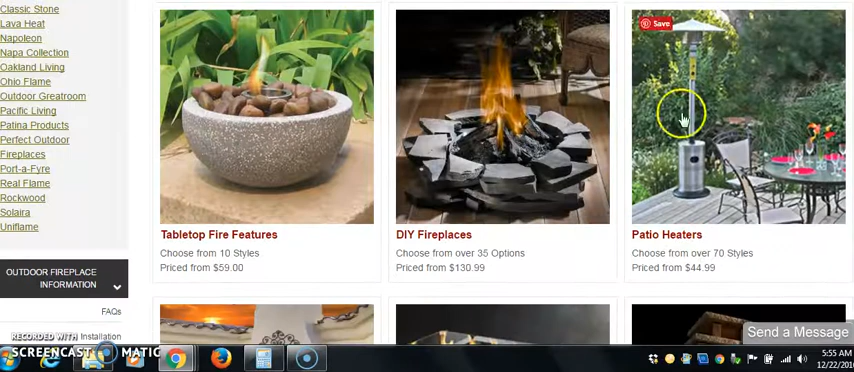 Classic Stone
Lava Heat
Napoleon
Napa Collection
Oakland Living
Ohio Flame
Outdoor Greatroom
Pacific Living
Patina Products
Perfect Outdoor
Fireplaces
Port-a-Fyre
Real Flame
Rockwood
Solaira
Uniflame
OUTDOOR FIREPLACE
INFORMATION
FAQs
Installation
Save
Tabletop Fire Features
Choose from 10 Styles
Priced from $59.00
DIY Fireplaces
Choose from over 35 Options
Priced from $130.99
Patio Heaters
Choose from over 70 Styles
Priced from $44.99
Send a Message
RECORDED WITH
SCREENCAST MATIC
5:55 AM